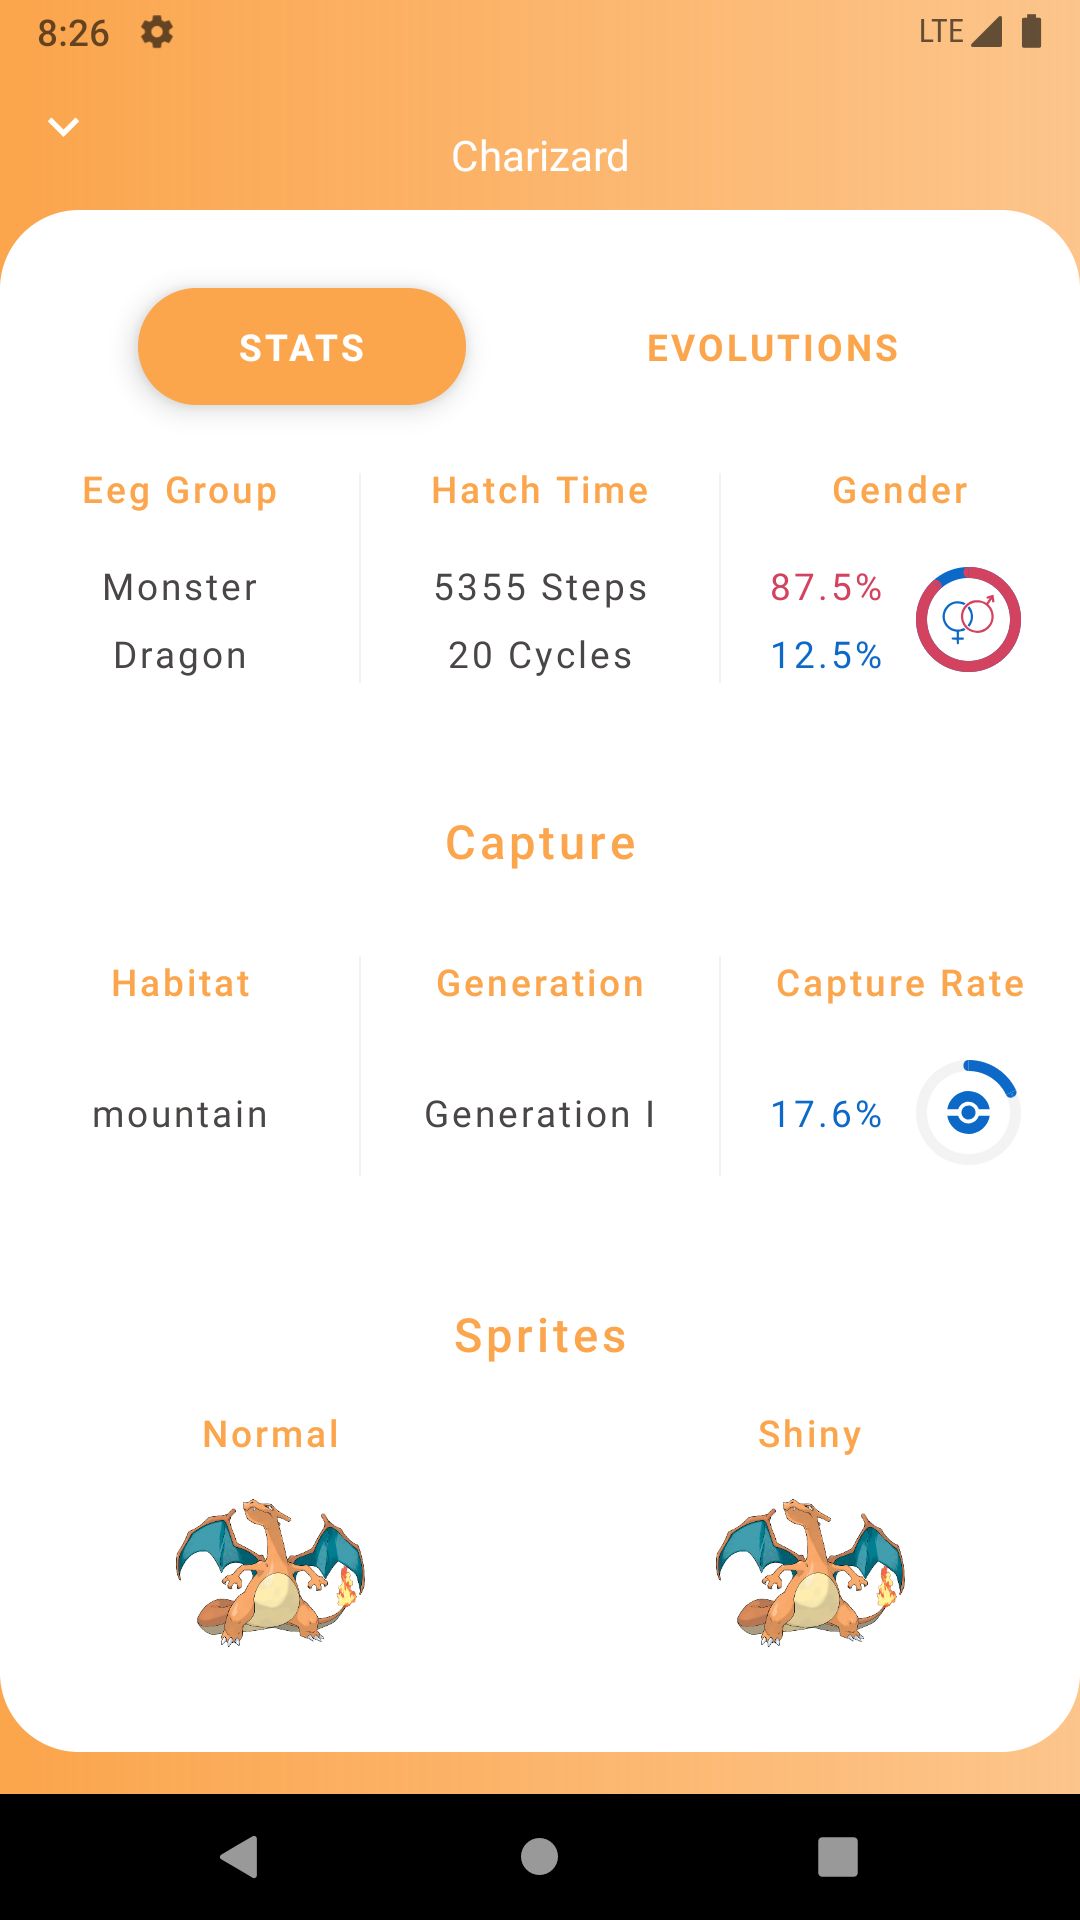 8:26 LTE
Charizard
STATS EVOLUTIONS
Eeg Group Hatch Time Gender
Monster 5355 Steps 87.5%
Dragon 20 Cycles 12.5%
Capture
Habitat Generation Capture Rate
mountain Generation I 17.6%
Sprites
Normal Shiny